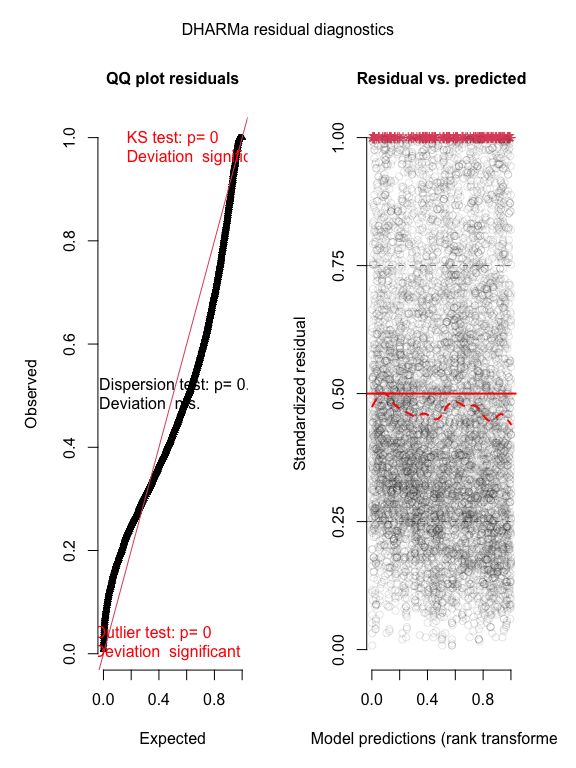 DHARMa residual diagnostics
QQ plot residuals
KS test: p= 0
Deviation signific
Dispersion test: p= 0.
Deviation n.s.
Outlier test: p= 0
Deviation significant
Observed
0.0
0.2
0.4
0.6
0.8
1.0
0.0
0.4
0.8
Expected
Residual vs. predicted
Standardized residual
0.00
0.25
0.50
0.75
1.00
0.0
0.4
0.8
Model predictions (rank transforme